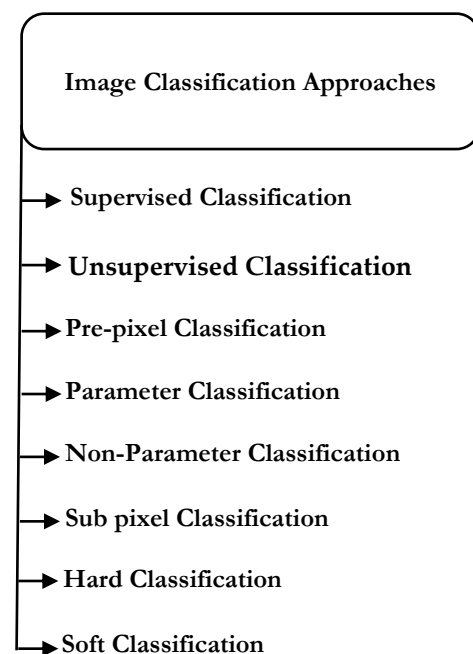 Image Classification Approaches
Supervised Classification
Unsupervised Classification
Pre-pixel Classification
Parameter Classification
Non-Parameter Classification
Sub pixel Classification
Hard Classification
Soft Classification